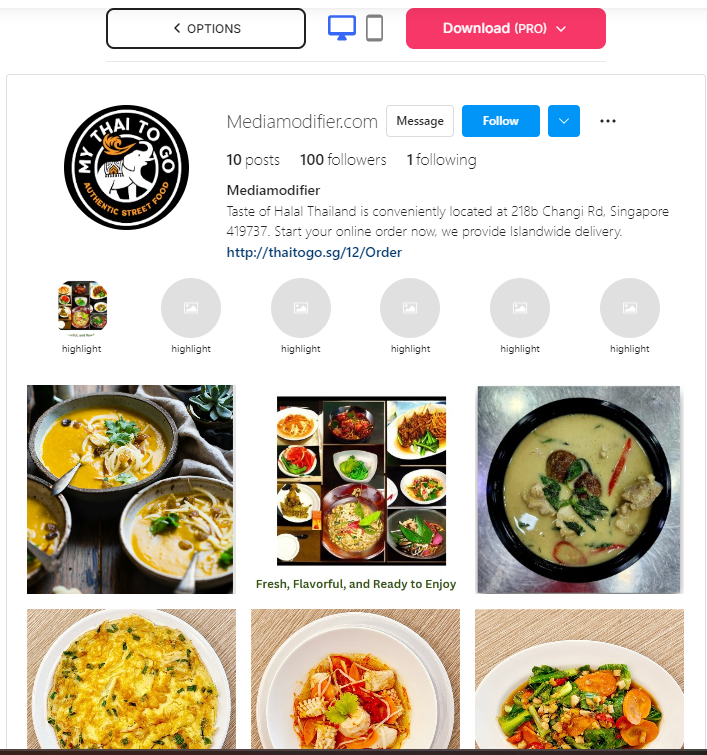 OPTIONS
Download (PRO)
MY THAI TO GO
AUTHENTIC STREET FOOD
Mediamodifier.com
Message
Follow
10 posts 100 followers 1 following
Mediamodifier
Taste of Halal Thailand is conveniently located at 218b Changi Rd, Singapore
419737. Start your online order now, we provide Islandwide delivery.
http://thaitogo.sg/12/Order
highlight highlight highlight highlight highlight highlight
Fresh, Flavorful, and Ready to Enjoy